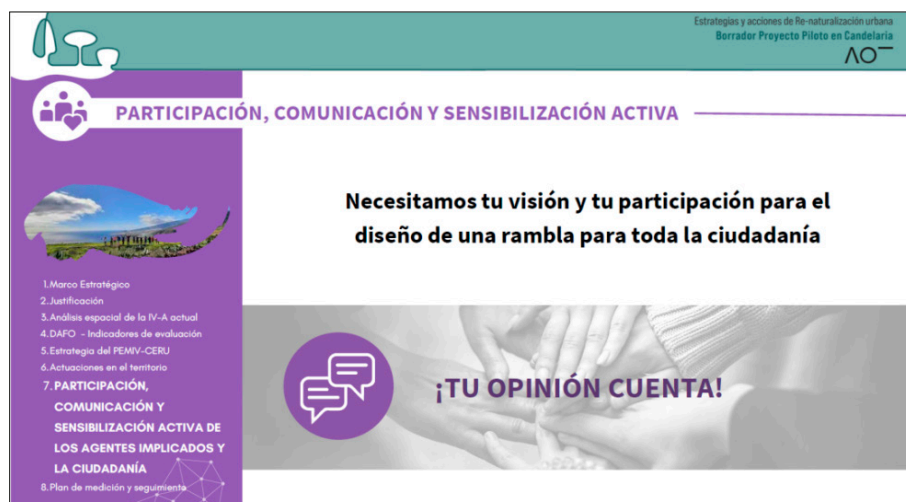 Estrategias y acciones de Re-naturalización urbana
Borrador Proyecto Piloto en Candelaria
AOT
PARTICIPACIÓN, COMUNICACIÓN Y SENSIBILIZACIÓN ACTIVA
Necesitamos tu visión y tu participación para el
diseño de una rambla para toda la ciudadanía
1.Marco Estratégico
2.Justificación
3.Análisis espacial de la IV-A actual
4.DAFO - Indicadores de evaluación
5.Estrategia del PEMIV-CERU
6.Actuaciones en el territorio
7.PARTICIPACIÓN,
COMUNICACIÓN Y
SENSIBILIZACIÓN ACTIVA DE
LOS AGENTES IMPLICADOS Y
LA CIUDADANÍA
8.Plan de medición y seguimiento
¡TU OPINIÓN CUENTA!